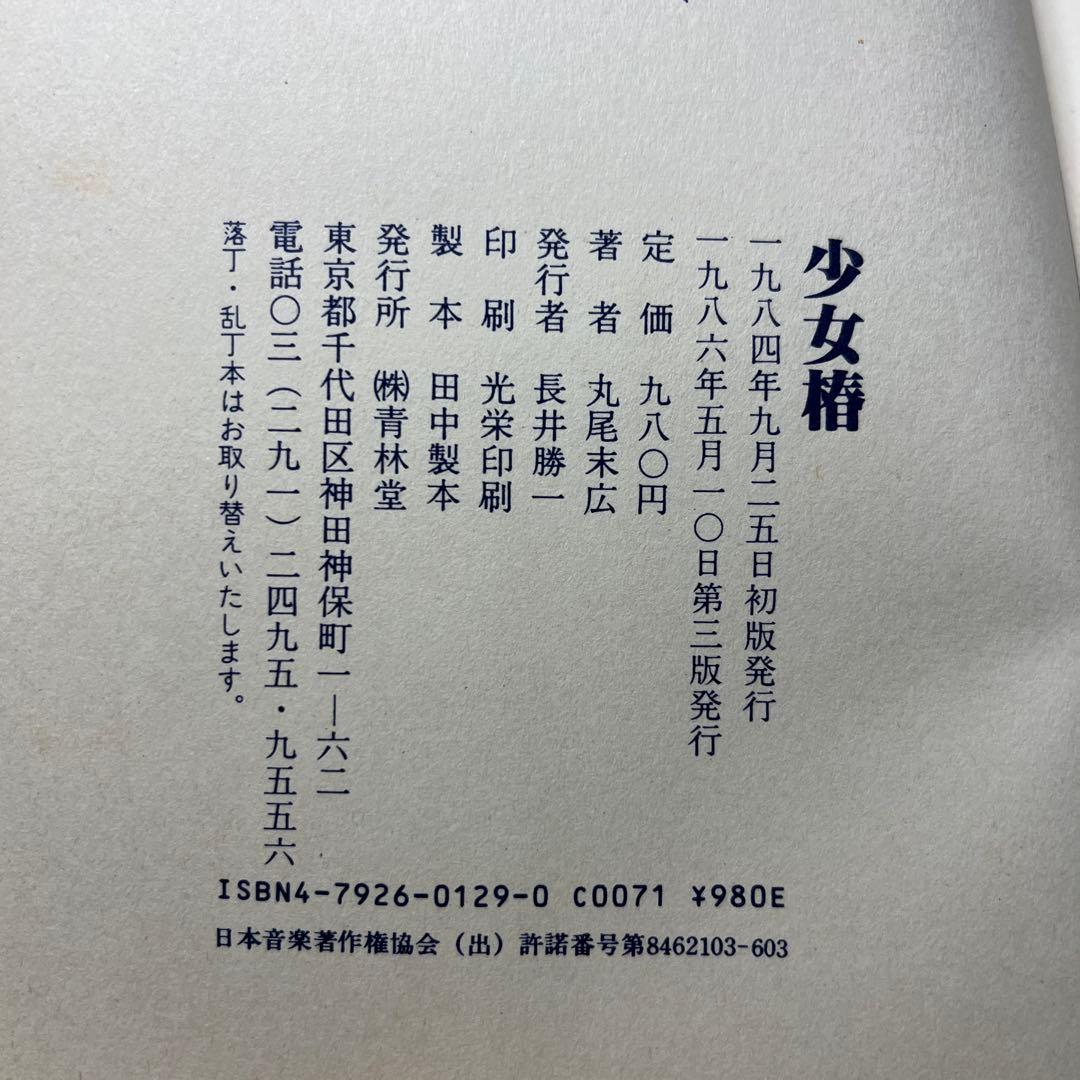 少女椿
一九八四年九月二五日初版発行
一九八六年五月一〇日第三版発行
定価 九八〇円
著者 丸尾末広
発行者 長井勝一
印刷 光栄印刷
製本 田中製本
発行所 ㈱青林堂
東京都千代田区神田神保町一―六二
電話〇三(二九一)二四九五・九五五六
落丁・乱丁本はお取り替えいたします。
ISBN4-7926-0129-0 C0071 ¥980E
日本音楽著作権協会(出)許諾番号第8462103-603